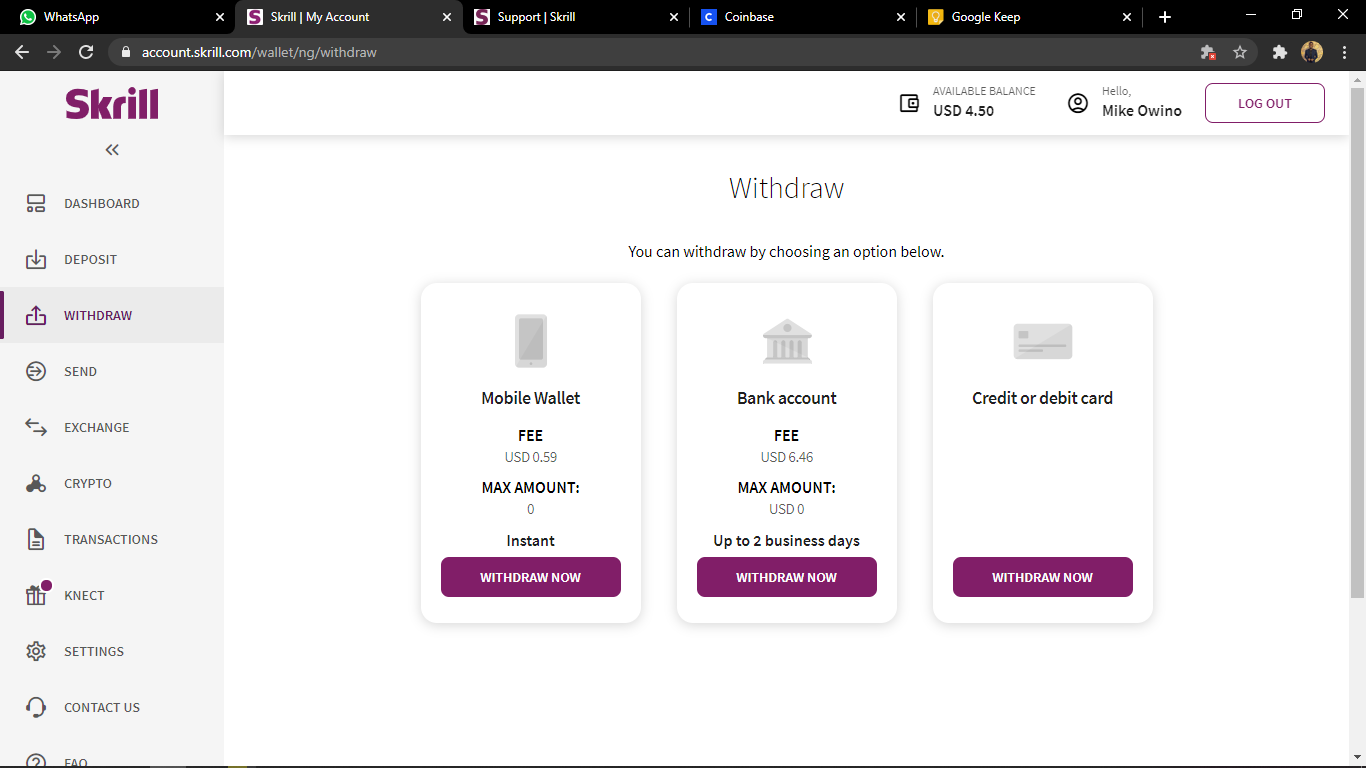 WhatsApp
Skrill | My Account
Support | Skrill
Coinbase
Google Keep
account.skrill.com/wallet/ng/withdraw
Skrill
AVAILABLE BALANCE
USD 4.50
Hello,
Mike Owino
LOG OUT
DASHBOARD
DEPOSIT
WITHDRAW
SEND
EXCHANGE
CRYPTO
TRANSACTIONS
KNECT
SETTINGS
CONTACT US
FAQ
Withdraw
You can withdraw by choosing an option below.
Mobile Wallet
FEE
USD 0.59
MAX AMOUNT:
0
Instant
WITHDRAW NOW
Bank account
FEE
USD 6.46
MAX AMOUNT:
USD 0
Up to 2 business days
WITHDRAW NOW
Credit or debit card
WITHDRAW NOW